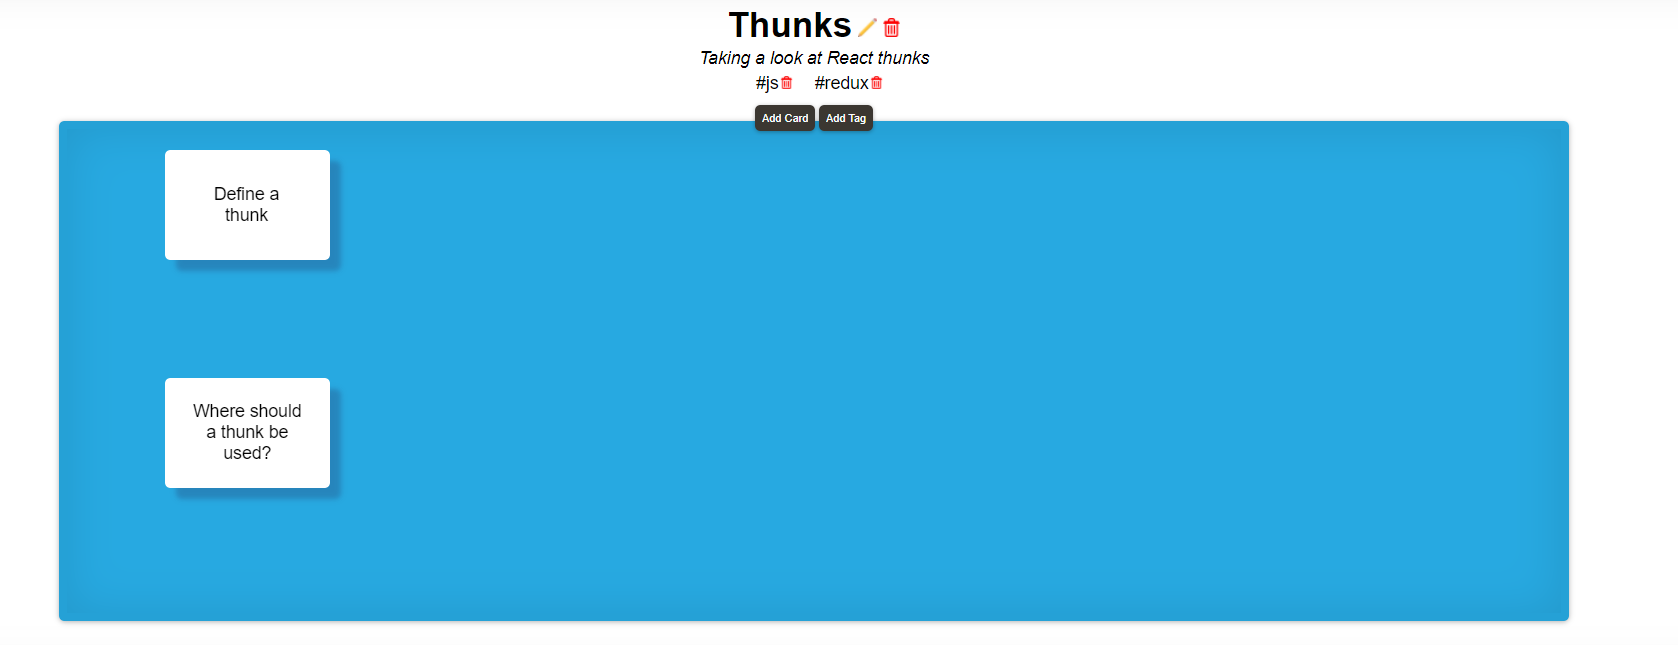 Thunks
Taking a look at React thunks
#js #redux
Add Card Add Tag
Define a
thunk
Where should
a thunk be
used?